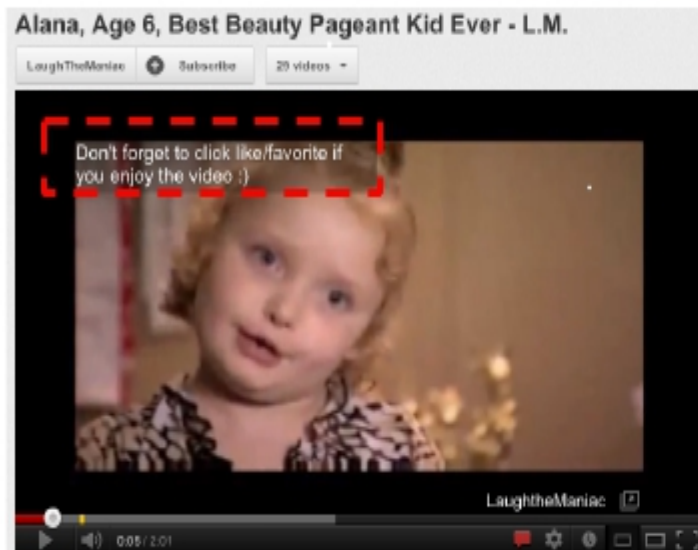 Alana, Age 6, Best Beauty Pageant Kid Ever - L.M.
LaughTheManiac Subscribe 29 videos
Don't forget to click like/favorite if
you enjoy the video :)
LaughtheManiac
0:05 / 2:01